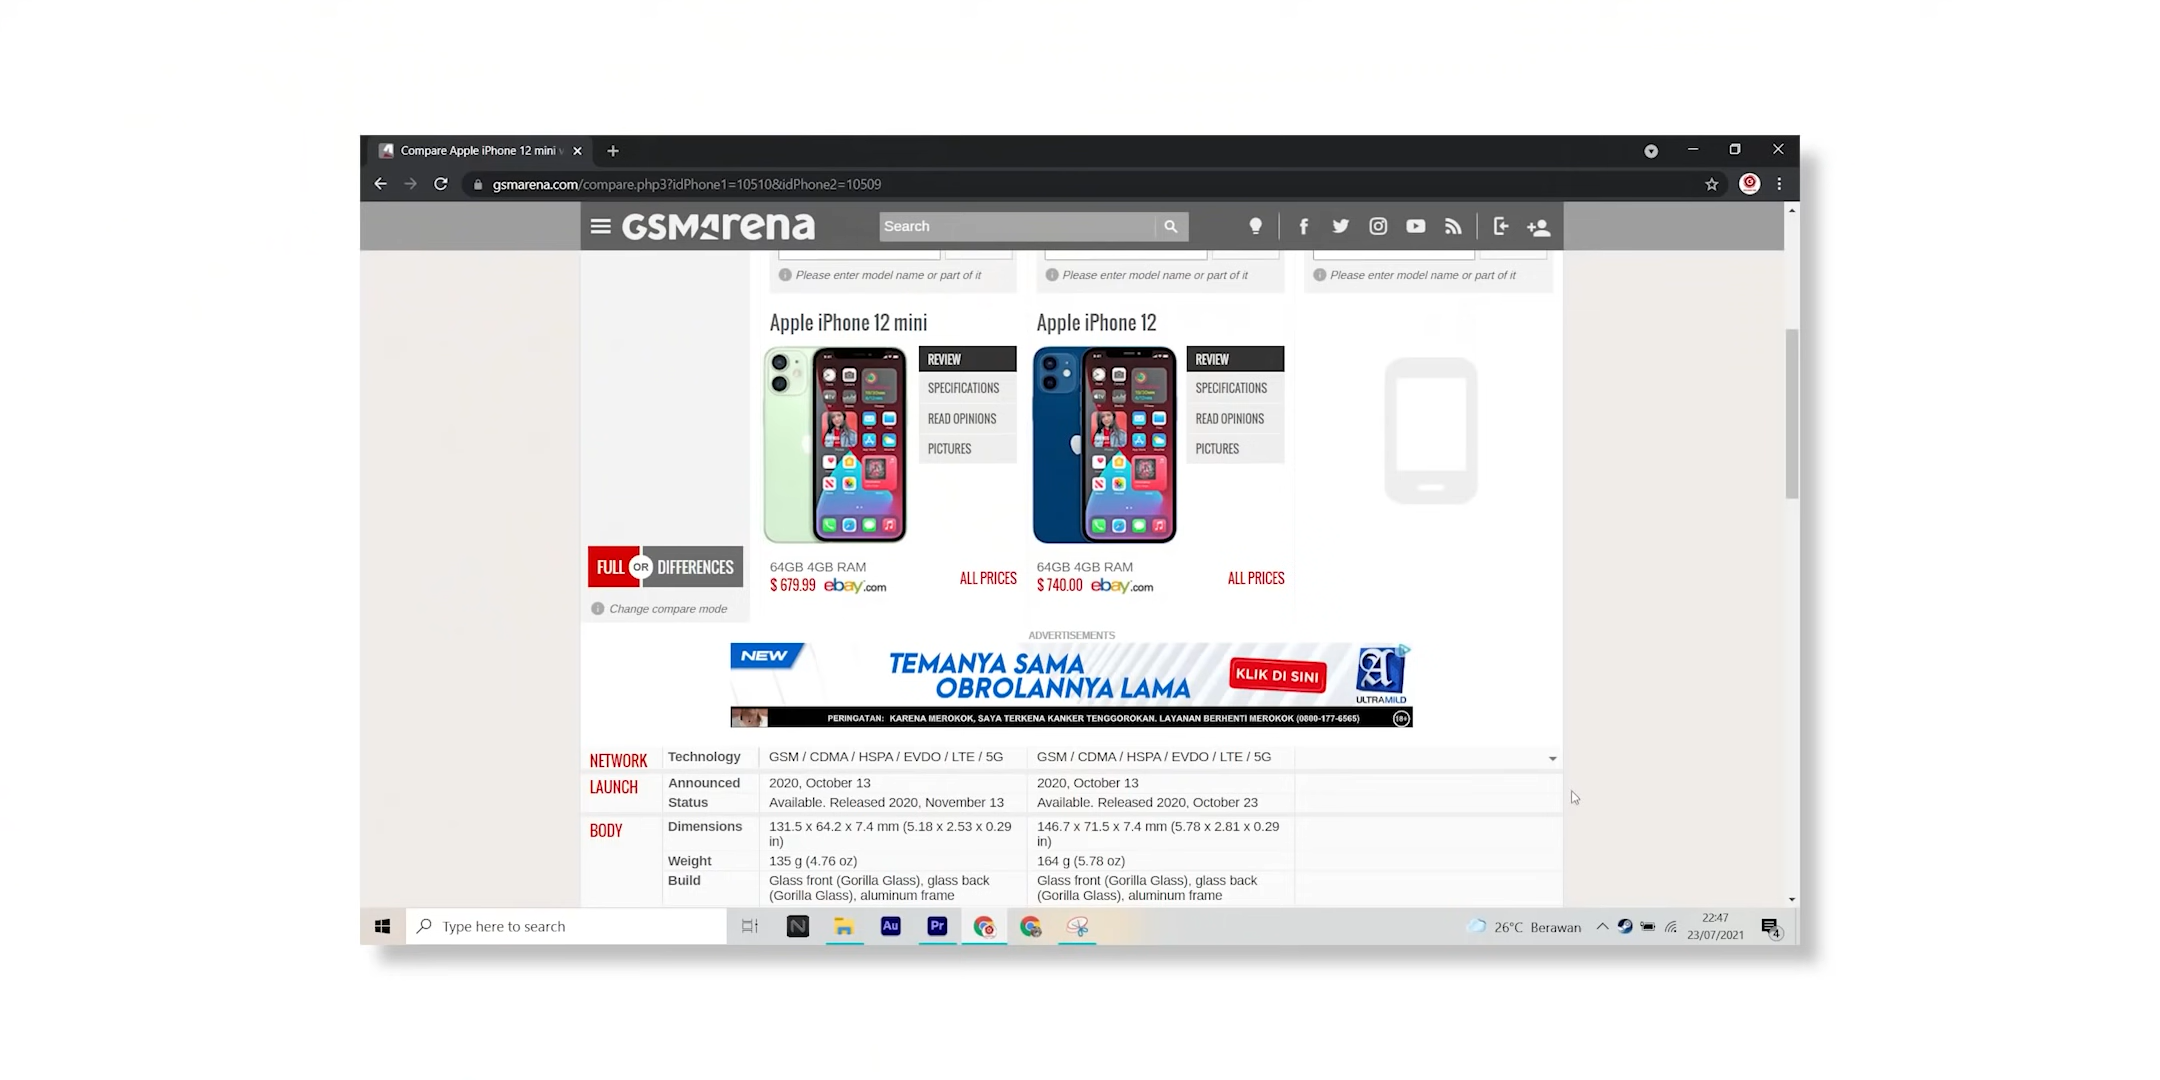 Compare Apple iPhone 12 mini v
gsmarena.com/compare.php3?idPhone1=10510&idPhone2=10509
GSMArena
Search
Please enter model name or part of it
Please enter model name or part of it
Please enter model name or part of it
Apple iPhone 12 mini
Apple iPhone 12
REVIEW
REVIEW
SPECIFICATIONS
SPECIFICATIONS
READ OPINIONS
READ OPINIONS
PICTURES
PICTURES
FULL OR DIFFERENCES
Change compare mode
64GB 4GB RAM
$ 679.99 ebay.com
ALL PRICES
64GB 4GB RAM
$ 740.00 ebay.com
ALL PRICES
ADVERTISEMENTS
NEW
TEMANYA SAMA
OBROLANNYA LAMA
KLIK DI SINI
A
ULTRAMILD
PERINGATAN: KARENA MEROKOK, SAYA TERKENA KANKER TENGGOROKAN. LAYANAN BERHENTI MEROKOK (0800-177-6565)
18+
NETWORK Technology GSM / CDMA / HSPA / EVDO / LTE / 5G GSM / CDMA / HSPA / EVDO / LTE / 5G
LAUNCH Announced 2020, October 13 2020, October 13
Status Available. Released 2020, November 13 Available. Released 2020, October 23
BODY Dimensions 131.5 x 64.2 x 7.4 mm (5.18 x 2.53 x 0.29 146.7 x 71.5 x 7.4 mm (5.78 x 2.81 x 0.29
in) in)
Weight 135 g (4.76 oz) 164 g (5.78 oz)
Build Glass front (Gorilla Glass), glass back Glass front (Gorilla Glass), glass back
(Gorilla Glass), aluminum frame (Gorilla Glass), aluminum frame
Type here to search
N
Au
Pr
26°C Berawan
22:47
23/07/2021
4